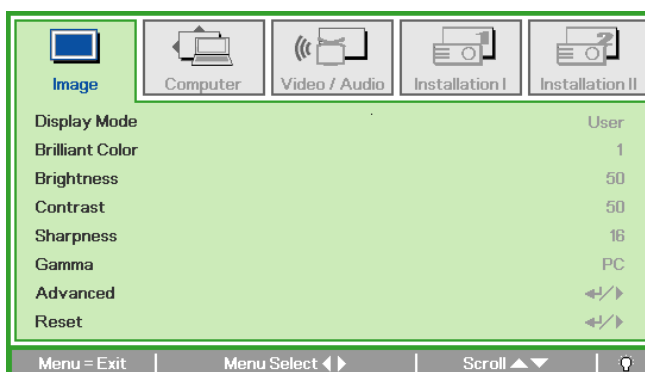 Image Computer Video / Audio Installation I Installation II
Display Mode User
Brilliant Color 1
Brightness 50
Contrast 50
Sharpness 16
Gamma PC
Advanced
Reset
Menu = Exit Menu Select Scroll